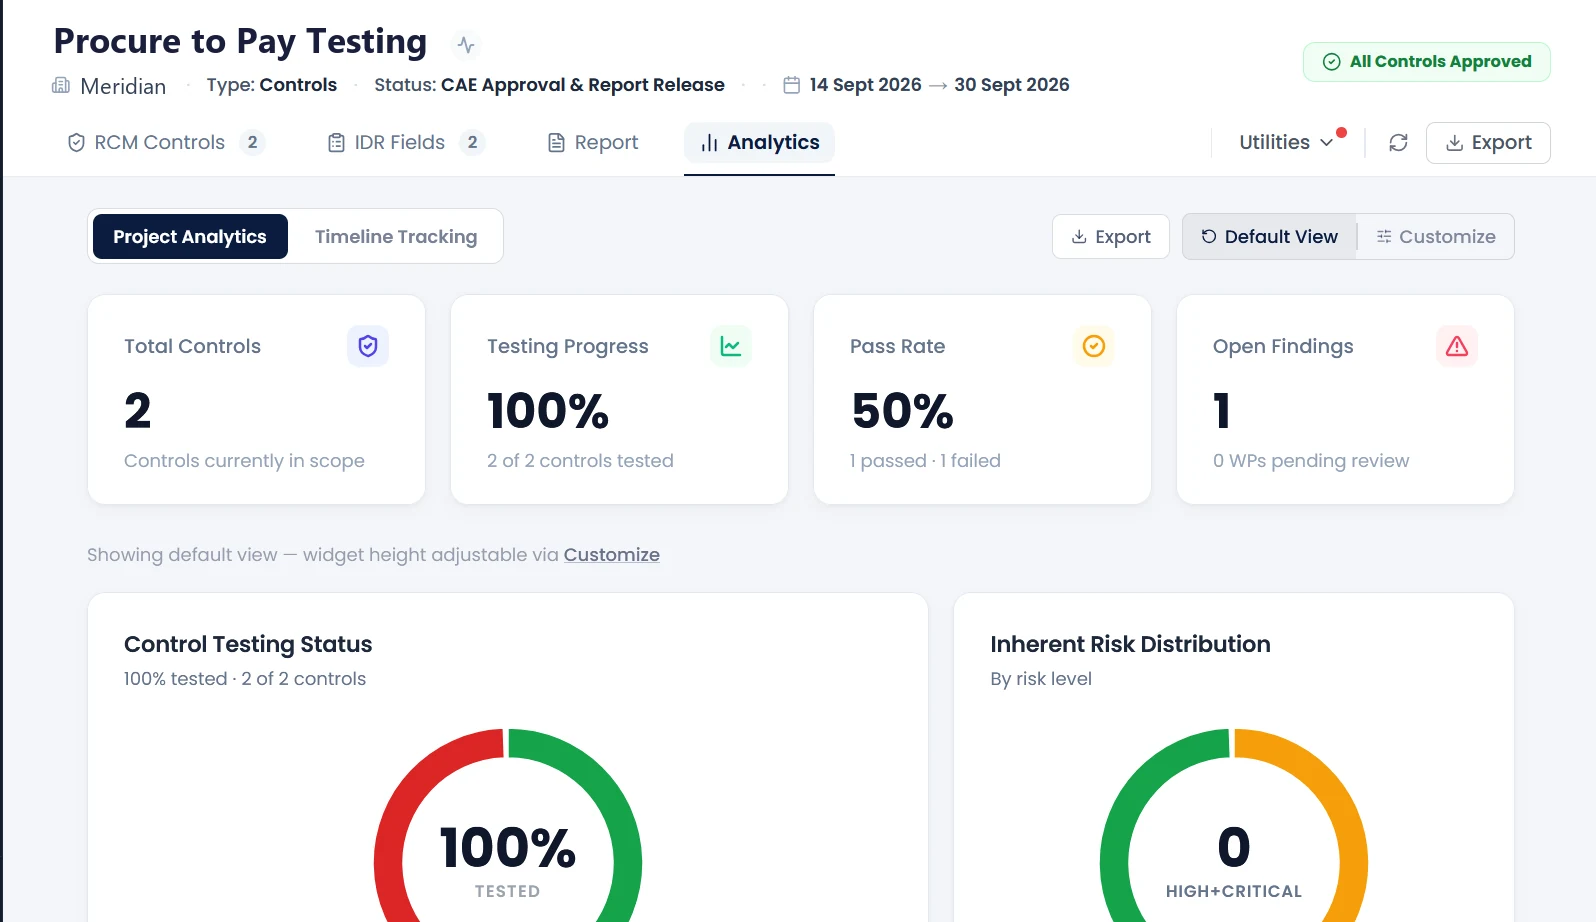 Procure to Pay Testing
Meridian · Type: Controls · Status: CAE Approval & Report Release · · 14 Sept 2026 → 30 Sept 2026
All Controls Approved
RCM Controls 2 IDR Fields 2 Report Analytics Utilities Export
Project Analytics Timeline Tracking Export Default View Customize
Total Controls
2
Controls currently in scope
Testing Progress
100%
2 of 2 controls tested
Pass Rate
50%
1 passed · 1 failed
Open Findings
1
0 WPs pending review
Showing default view — widget height adjustable via Customize
Control Testing Status
100% tested · 2 of 2 controls
100%
TESTED
Inherent Risk Distribution
By risk level
0
HIGH+CRITICAL